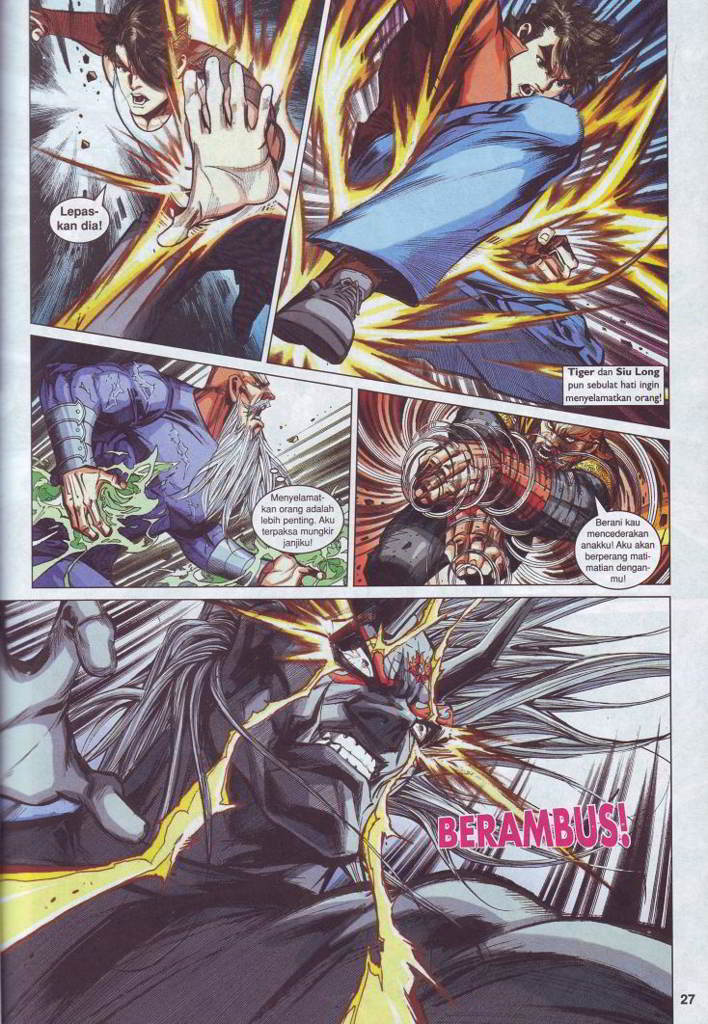 Lepas-
kan dia!
Tiger dan Siu Long
pun sebulat hati ingin
menyelamatkan orang!
Menyelamat-
kan orang adalah
lebih penting. Aku
terpaksa mungkir
janjiku!
Berani kau
mencederakan
anakku! Aku akan
berperang mati-
matian dengan-
mu!
BERAMBUS!
27